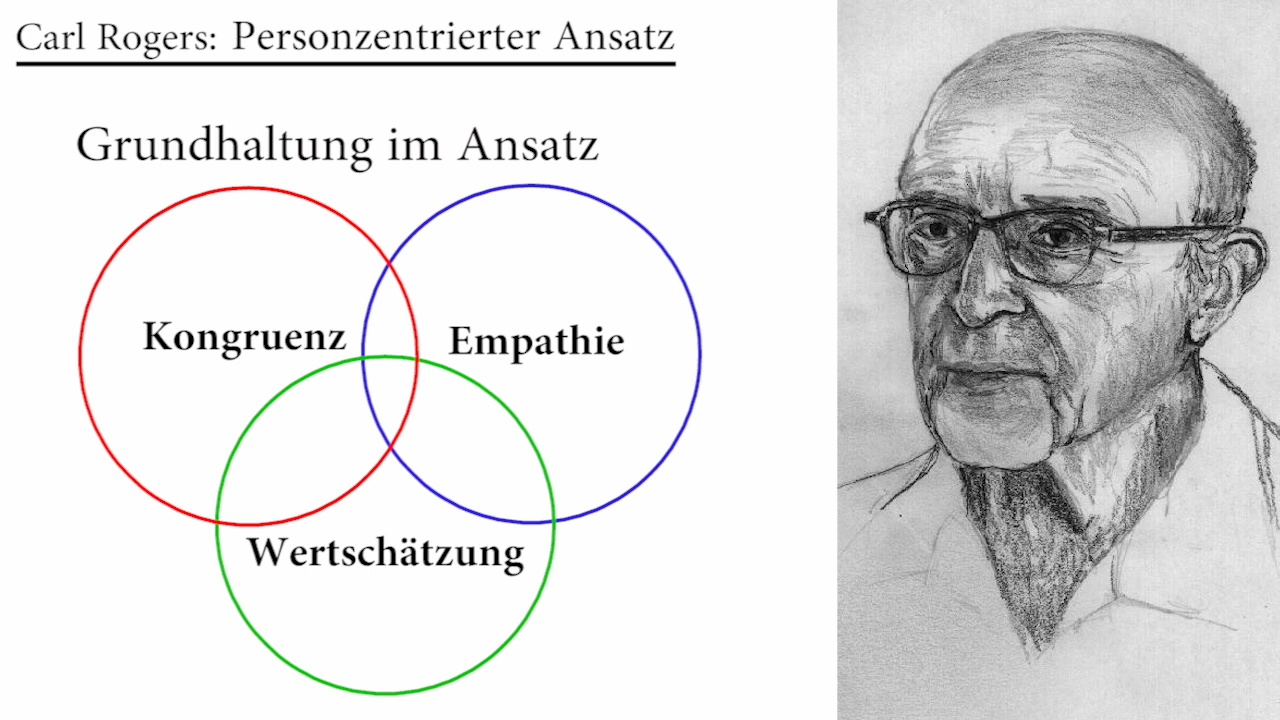 Carl Rogers: Personzentrierter Ansatz
Grundhaltung im Ansatz
Kongruenz
Empathie
Wertschätzung